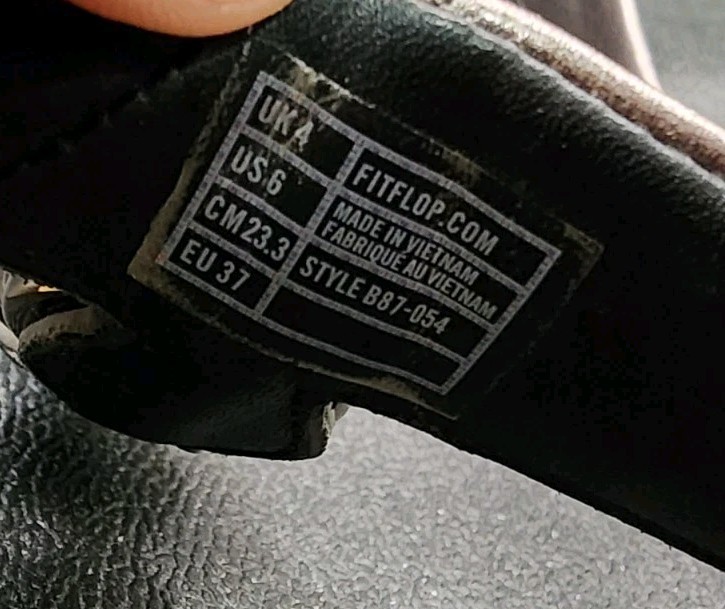 UK 4
US 6
CM 23.3
EU 37
FITFLOP.COM
MADE IN VIETNAM
FABRIQUÉ AU VIETNAM
STYLE B87-054